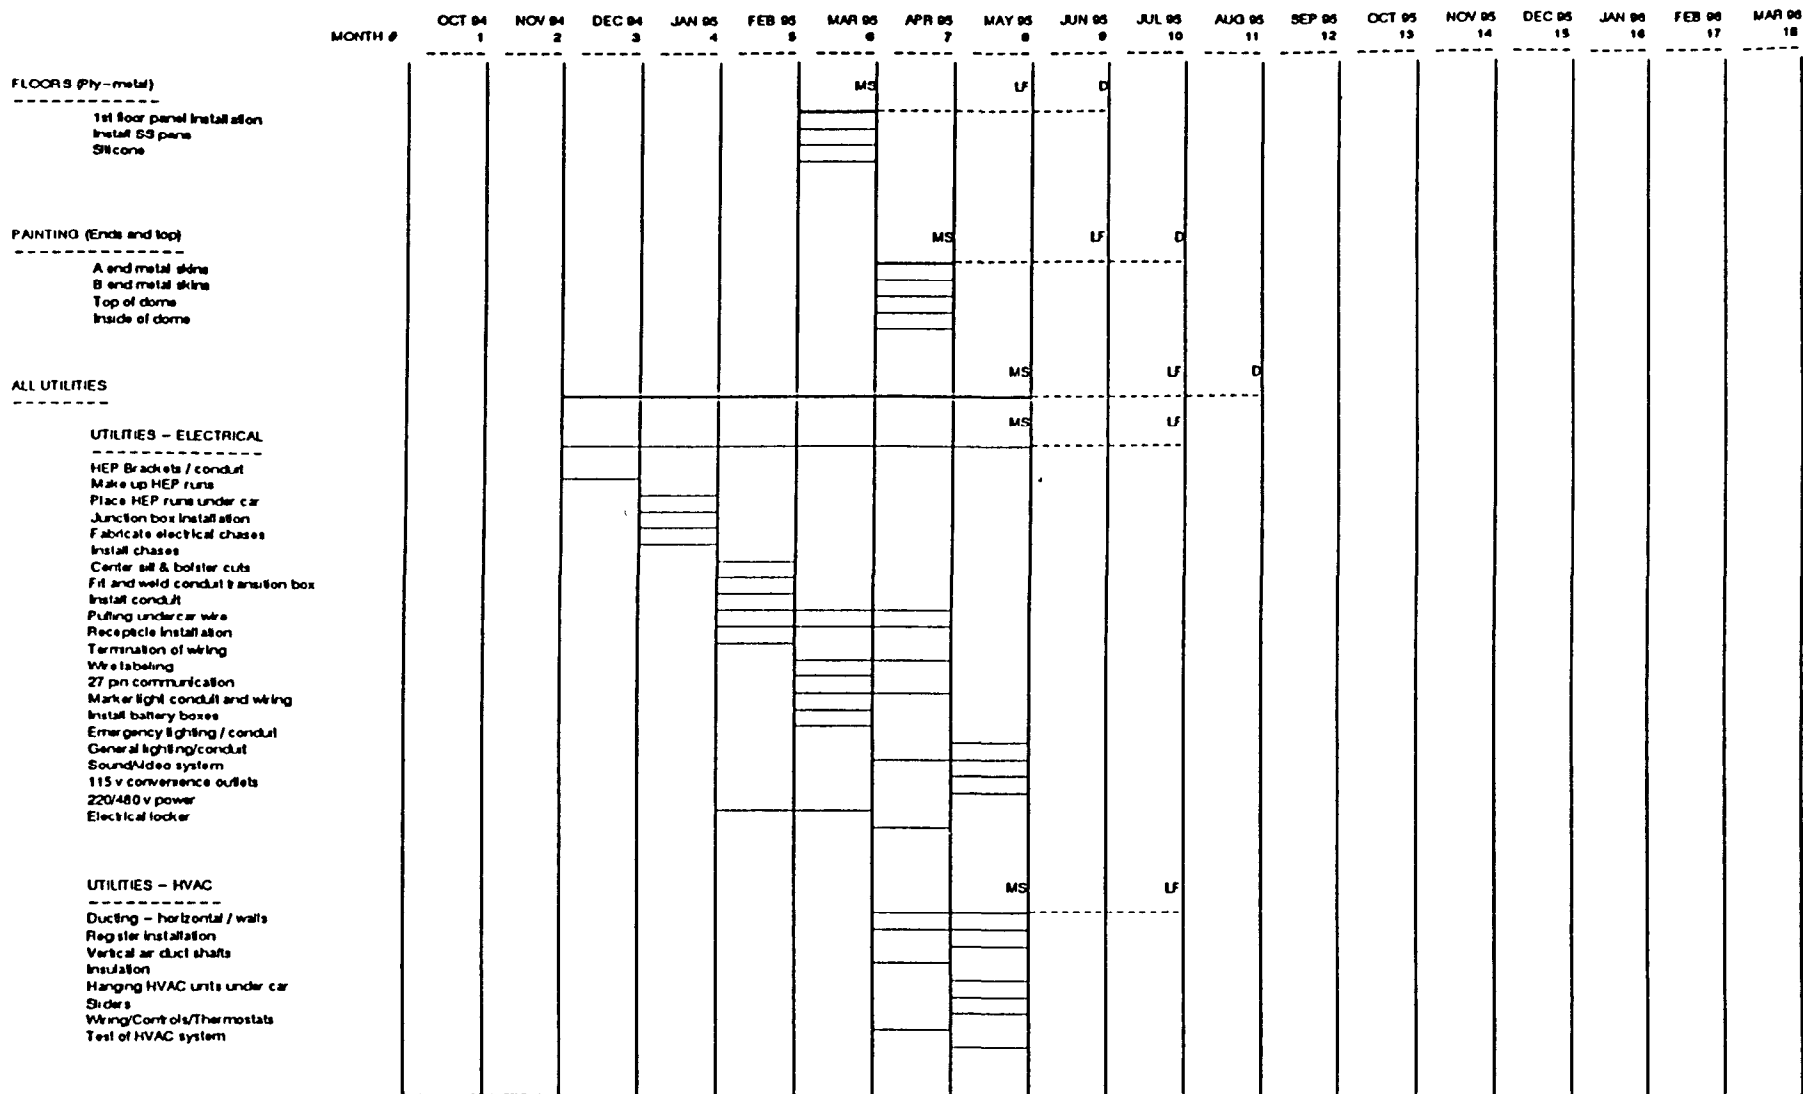 OCT 94 NOV 94 DEC 94 JAN 95 FEB 95 MAR 95 APR 95 MAY 95 JUN 95 JUL 95 AUG 95 SEP 95 OCT 95 NOV 95 DEC 95 JAN 96 FEB 96 MAR 96
MONTH # 1 2 3 4 5 6 7 8 9 10 11 12 13 14 15 16 17 18
FLOORS (Ply-metal) MS LF D
1st floor panel installation
Install SS pans
Silicone
PAINTING (Ends and top) MS LF D
A end metal skins
B end metal skins
Top of dome
Inside of dome
ALL UTILITIES MS LF D
UTILITIES - ELECTRICAL MS LF
HEP Brackets / conduit
Make up HEP runs
Place HEP runs under car
Junction box installation
Fabricate electrical chases
Install chases
Center sill & bolster cuts
Fit and weld conduit transition box
Install conduit
Pulling undercar wire
Recepticle installation
Termination of wiring
Wire labeling
27 pin communication
Marker light conduit and wiring
Install battery boxes
Emergency lighting / conduit
General lighting/conduit
Sound/video system
115 v convenience outlets
220/480 v power
Electrical locker
UTILITIES - HVAC MS LF
Ducting - horizontal / walls
Register installation
Vertical air duct shafts
Insulation
Hanging HVAC units under car
Sliders
Wiring/Controls/Thermostats
Test of HVAC system